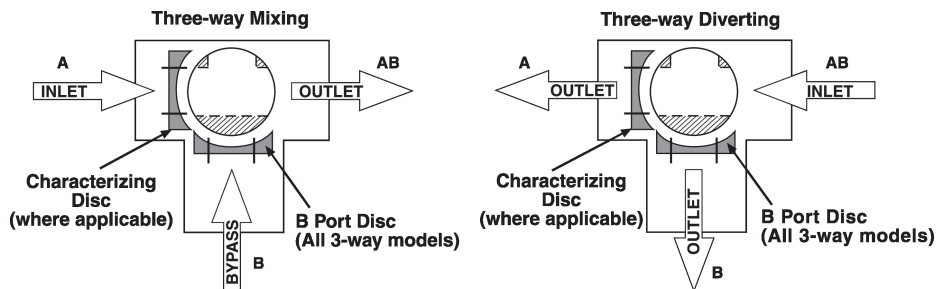 Three-way Mixing
A
AB
INLET
OUTLET
Characterizing
Disc
(where applicable)
B Port Disc
(All 3-way models)
BYPASS
B
Three-way Diverting
A
AB
OUTLET
INLET
Characterizing
Disc
(where applicable)
B Port Disc
(All 3-way models)
OUTLET
B